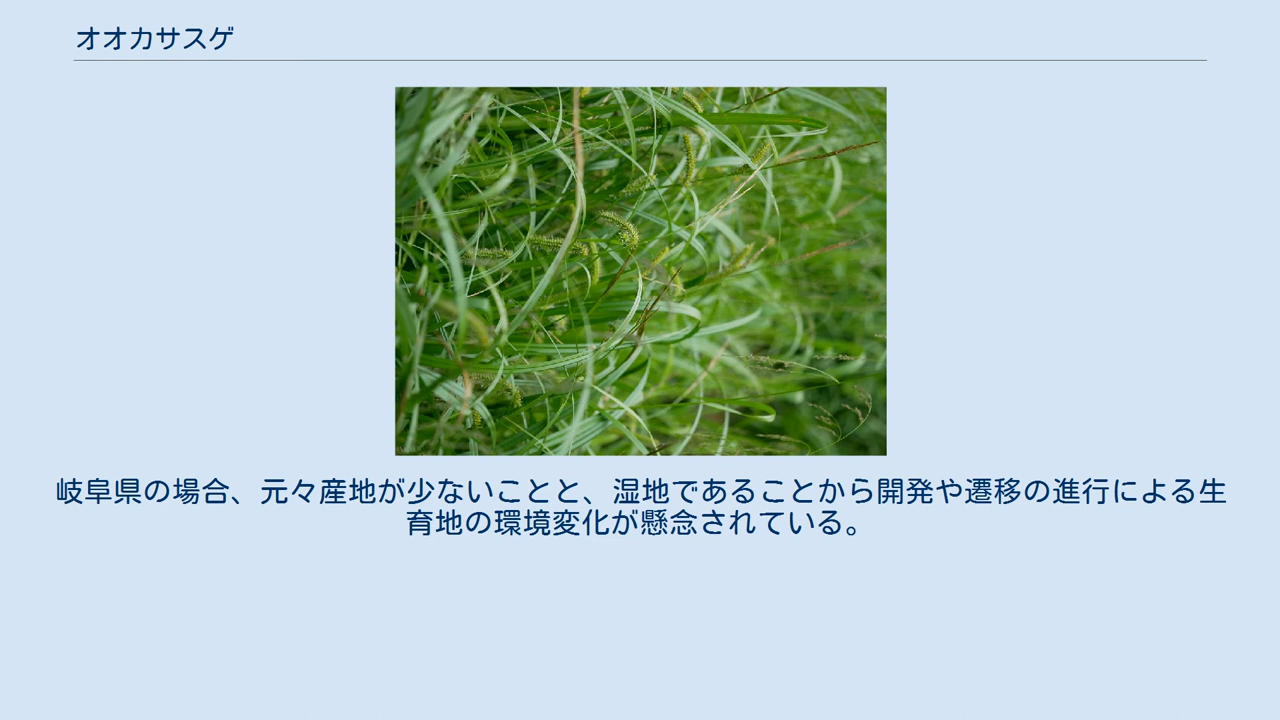 オオカサスゲ
岐阜県の場合、元々産地が少ないことと、湿地であることから開発や遷移の進行による生
育地の環境変化が懸念されている。